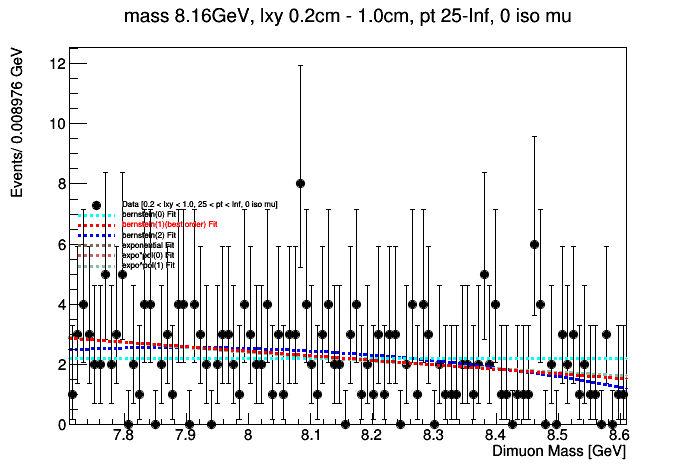 mass 8.16GeV, lxy 0.2cm - 1.0cm, pt 25-Inf, 0 iso mu
Events/ 0.008976 GeV
12
10
8
6
4
2
0
Data [0.2 < lxy < 1.0, 25 < pt < Inf, 0 iso mu]
bernstein(0) Fit
bernstein(1)(best order) Fit
bernstein(2) Fit
exponential Fit
expo*pol(0) Fit
expo*pol(1) Fit
7.8 7.9 8 8.1 8.2 8.3 8.4 8.5 8.6
Dimuon Mass [GeV]